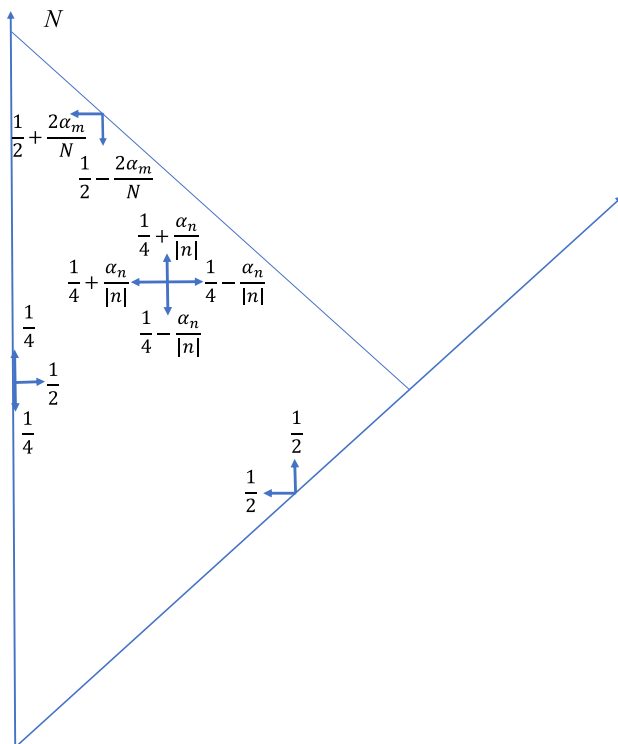 N
1/2 + 2α_m/N
1/2 − 2α_m/N
1/4 + α_n/|n|
1/4 + α_n/|n|
1/4 − α_n/|n|
1/4 − α_n/|n|
1/4
1/2
1/4
1/2
1/2